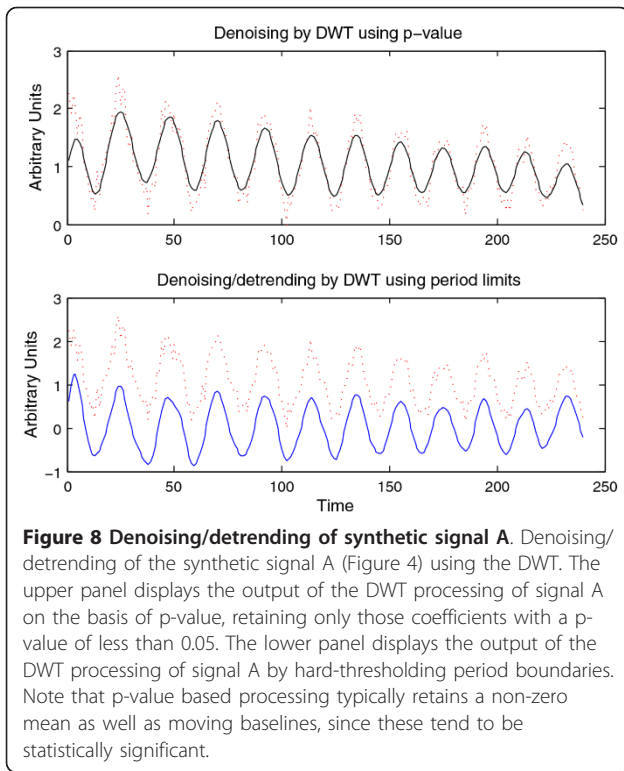 Denoising by DWT using p-value
Arbitrary Units
3
2
1
0
0 50 100 150 200 250
Denoising/detrending by DWT using period limits
Arbitrary Units
3
2
1
0
-1
0 50 100 150 200 250
Time
Figure 8 Denoising/detrending of synthetic signal A. Denoising/
detrending of the synthetic signal A (Figure 4) using the DWT. The
upper panel displays the output of the DWT processing of signal A
on the basis of p-value, retaining only those coefficients with a p-
value of less than 0.05. The lower panel displays the output of the
DWT processing of signal A by hard-thresholding period boundaries.
Note that p-value based processing typically retains a non-zero
mean as well as moving baselines, since these tend to be
statistically significant.